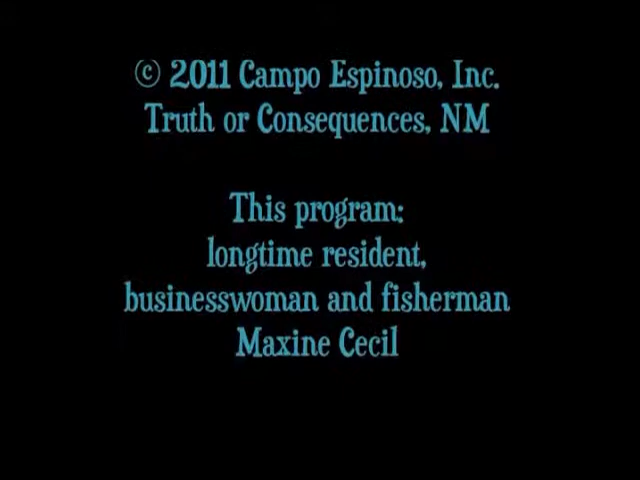 © 2011 Campo Espinoso, Inc.
Truth or Consequences, NM
This program:
longtime resident,
businesswoman and fisherman
Maxine Cecil